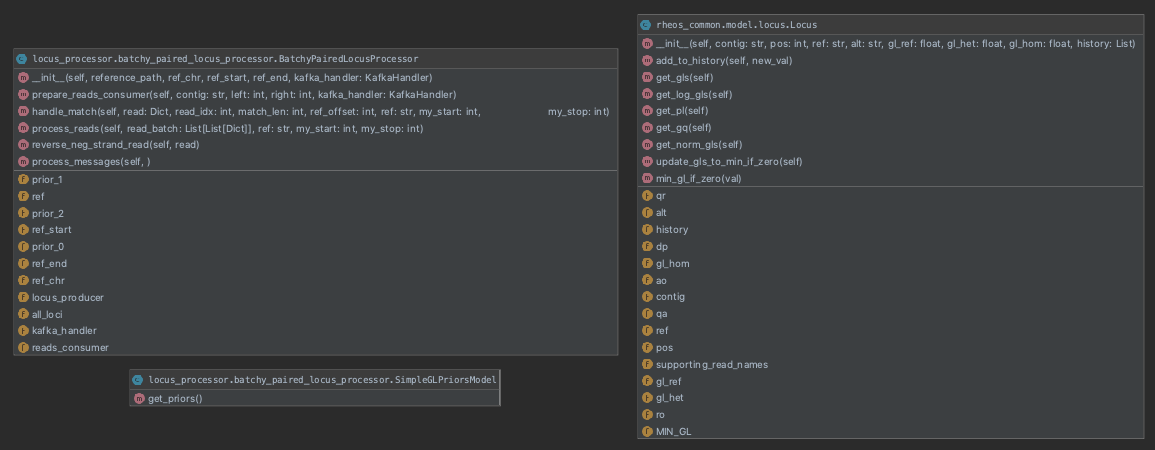 locus_processor.batchy_paired_locus_processor.BatchyPairedLocusProcessor
__init__(self, reference_path, ref_chr, ref_start, ref_end, kafka_handler: KafkaHandler)
prepare_reads_consumer(self, contig: str, left: int, right: int, kafka_handler: KafkaHandler)
handle_match(self, read: Dict, read_idx: int, match_len: int, ref_offset: int, ref: str, my_start: int, my_stop: int)
process_reads(self, read_batch: List[List[Dict]], ref: str, my_start: int, my_stop: int)
reverse_neg_strand_read(self, read)
process_messages(self, )
prior_1
ref
prior_2
ref_start
prior_0
ref_end
ref_chr
locus_producer
all_loci
kafka_handler
reads_consumer
locus_processor.batchy_paired_locus_processor.SimpleGLPriorsModel
get_priors()
rheos_common.model.locus.Locus
__init__(self, contig: str, pos: int, ref: str, alt: str, gl_ref: float, gl_het: float, gl_hom: float, history: List)
add_to_history(self, new_val)
get_gls(self)
get_log_gls(self)
get_pl(self)
get_gq(self)
get_norm_gls(self)
update_gls_to_min_if_zero(self)
min_gl_if_zero(val)
qr
alt
history
dp
gl_hom
ao
contig
qa
ref
pos
supporting_read_names
gl_ref
gl_het
ro
MIN_GL